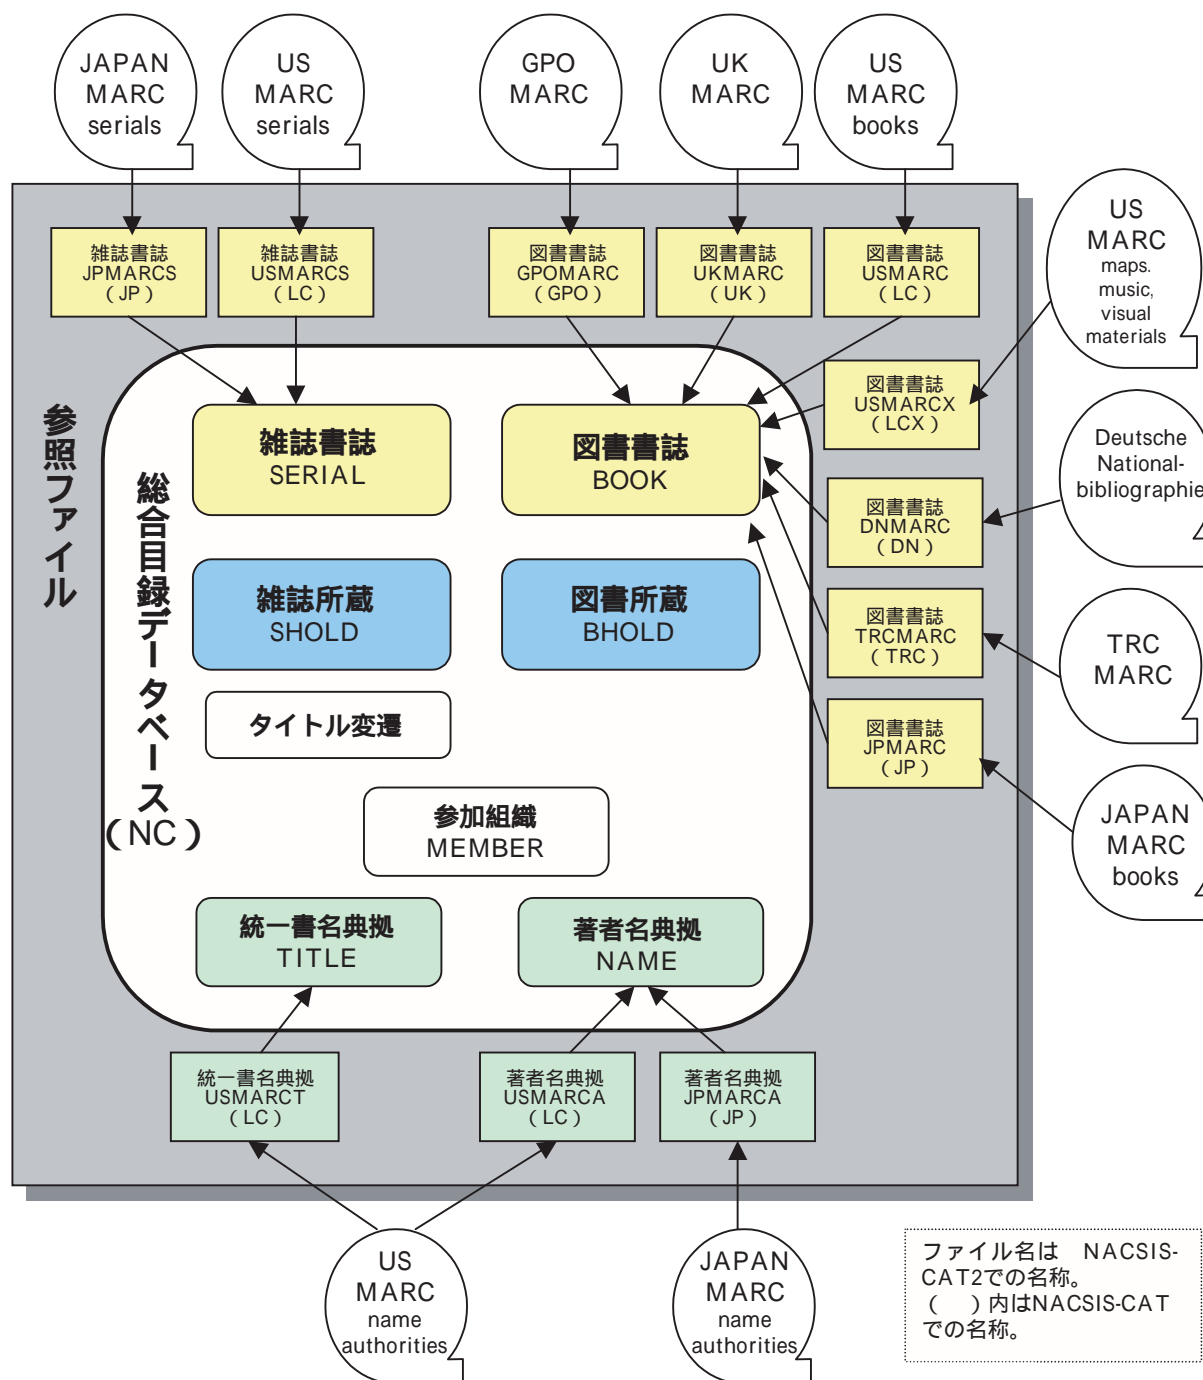 JAPAN
MARC
serials
US
MARC
serials
GPO
MARC
UK
MARC
US
MARC
books
雑誌書誌
JPMARCS
(JP)
雑誌書誌
USMARCS
(LC)
図書書誌
GPOMARC
(GPO)
図書書誌
UKMARC
(UK)
図書書誌
USMARC
(LC)
US
MARC
maps.
music,
visual
materials
図書書誌
USMARCX
(LCX)
参照ファイル
総合目録データベース
(NC)
雑誌書誌
SERIAL
図書書誌
BOOK
Deutsche
National-
bibliographie
図書書誌
DNMARC
(DN)
雑誌所蔵
SHOLD
図書所蔵
BHOLD
図書書誌
TRCMARC
(TRC)
TRC
MARC
タイトル変遷
図書書誌
JPMARC
(JP)
参加組織
MEMBER
JAPAN
MARC
books
統一書名典拠
TITLE
著者名典拠
NAME
統一書名典拠
USMARCT
(LC)
著者名典拠
USMARCA
(LC)
著者名典拠
JPMARCA
(JP)
US
MARC
name
authorities
JAPAN
MARC
name
authorities
ファイル名は NACSIS-
CAT2での名称。
( )内はNACSIS-CAT
での名称。